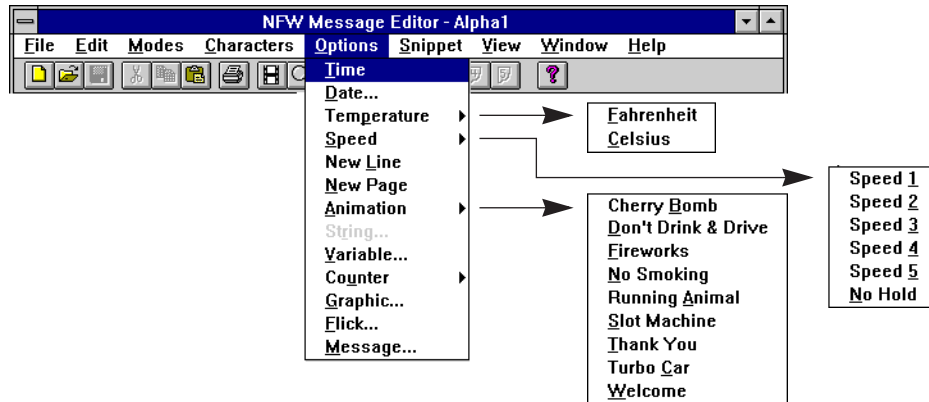 NFW Message Editor - Alpha1
File Edit Modes Characters Options Snippet View Window Help
Time
Date...
Temperature
Speed
New Line
New Page
Animation
String...
Variable...
Counter
Graphic...
Flick...
Message...
Fahrenheit
Celsius
Speed 1
Speed 2
Speed 3
Speed 4
Speed 5
No Hold
Cherry Bomb
Don't Drink & Drive
Fireworks
No Smoking
Running Animal
Slot Machine
Thank You
Turbo Car
Welcome